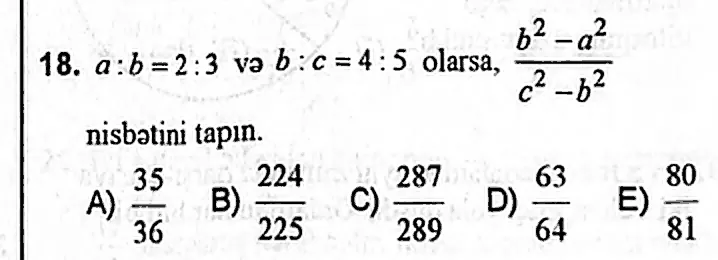 18. a : b = 2 : 3 və b : c = 4 : 5 olarsa, (b² − a²)/(c² − b²)
nisbətini tapın.
A) 35/36 B) 224/225 C) 287/289 D) 63/64 E) 80/81